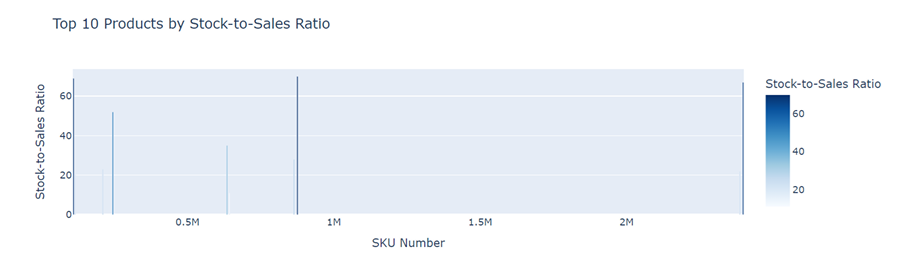 Top 10 Products by Stock-to-Sales Ratio
Stock-to-Sales Ratio
60
40
20
0
0.5M 1M 1.5M 2M
SKU Number
Stock-to-Sales Ratio
60
40
20